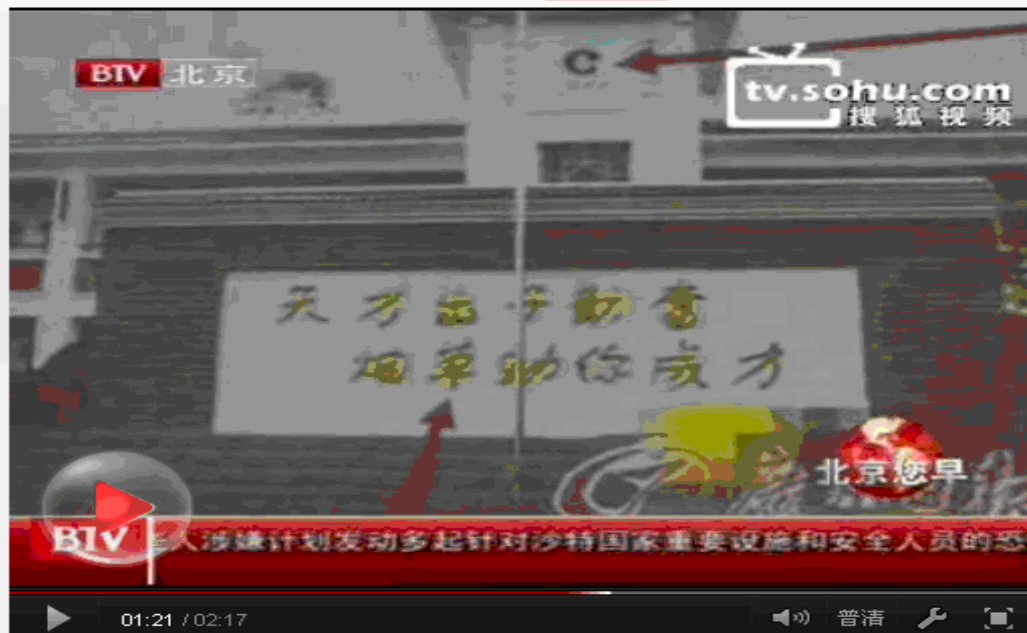 C
BTV 北京
tv.sohu.com
搜狐视频
天才出于勤奋
烟草助你成才
北京您早
BTV
人涉嫌计划发动多起针对沙特国家重要设施和安全人员的恐
01:21 / 02:17
普清